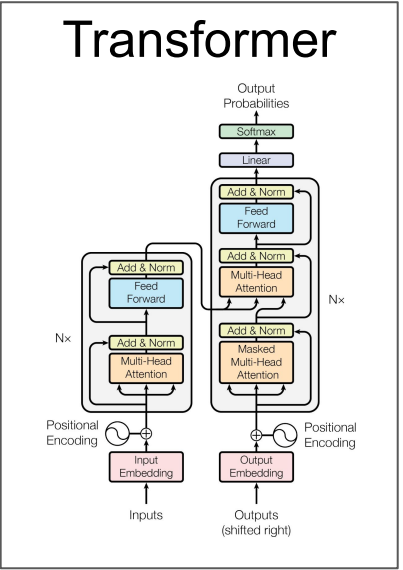 Transformer
Output
Probabilities
Softmax
Linear
Add & Norm
Feed
Forward
Add & Norm
Multi-Head
Attention
Add & Norm
Masked
Multi-Head
Attention
N×
Add & Norm
Feed
Forward
Add & Norm
Multi-Head
Attention
N×
Positional
Encoding
Positional
Encoding
Input
Embedding
Output
Embedding
Inputs
Outputs
(shifted right)